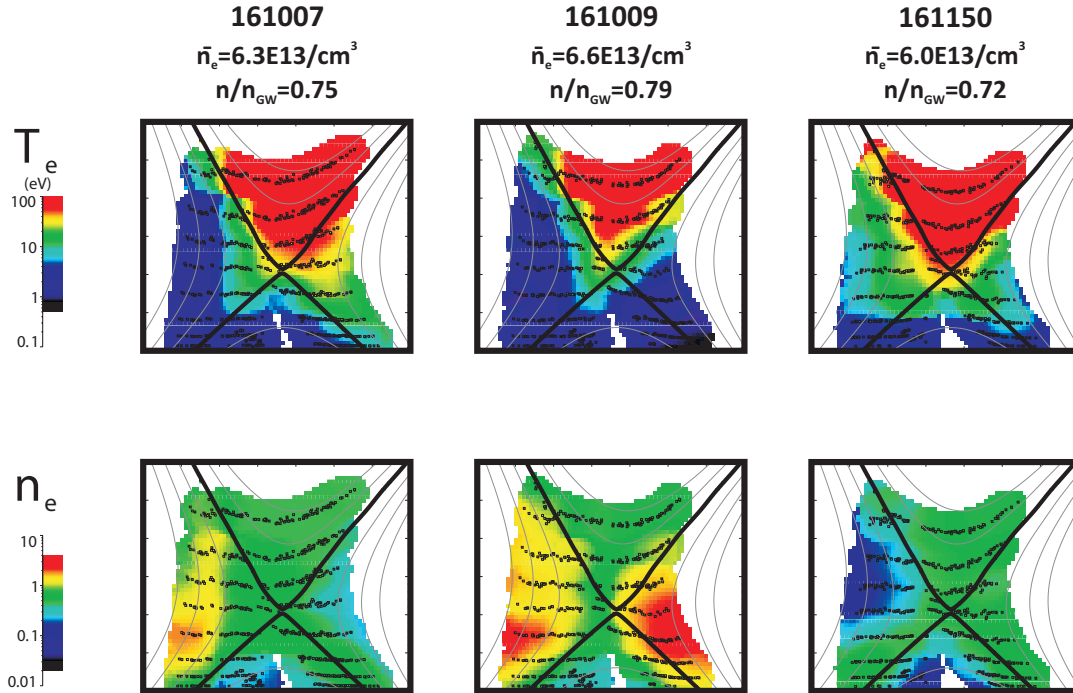 161007
n̄e=6.3E13/cm³
n/nGW=0.75
161009
n̄e=6.6E13/cm³
n/nGW=0.79
161150
n̄e=6.0E13/cm³
n/nGW=0.72
Te
(eV)
100
10
1
0.1
ne
10
1
0.1
0.01